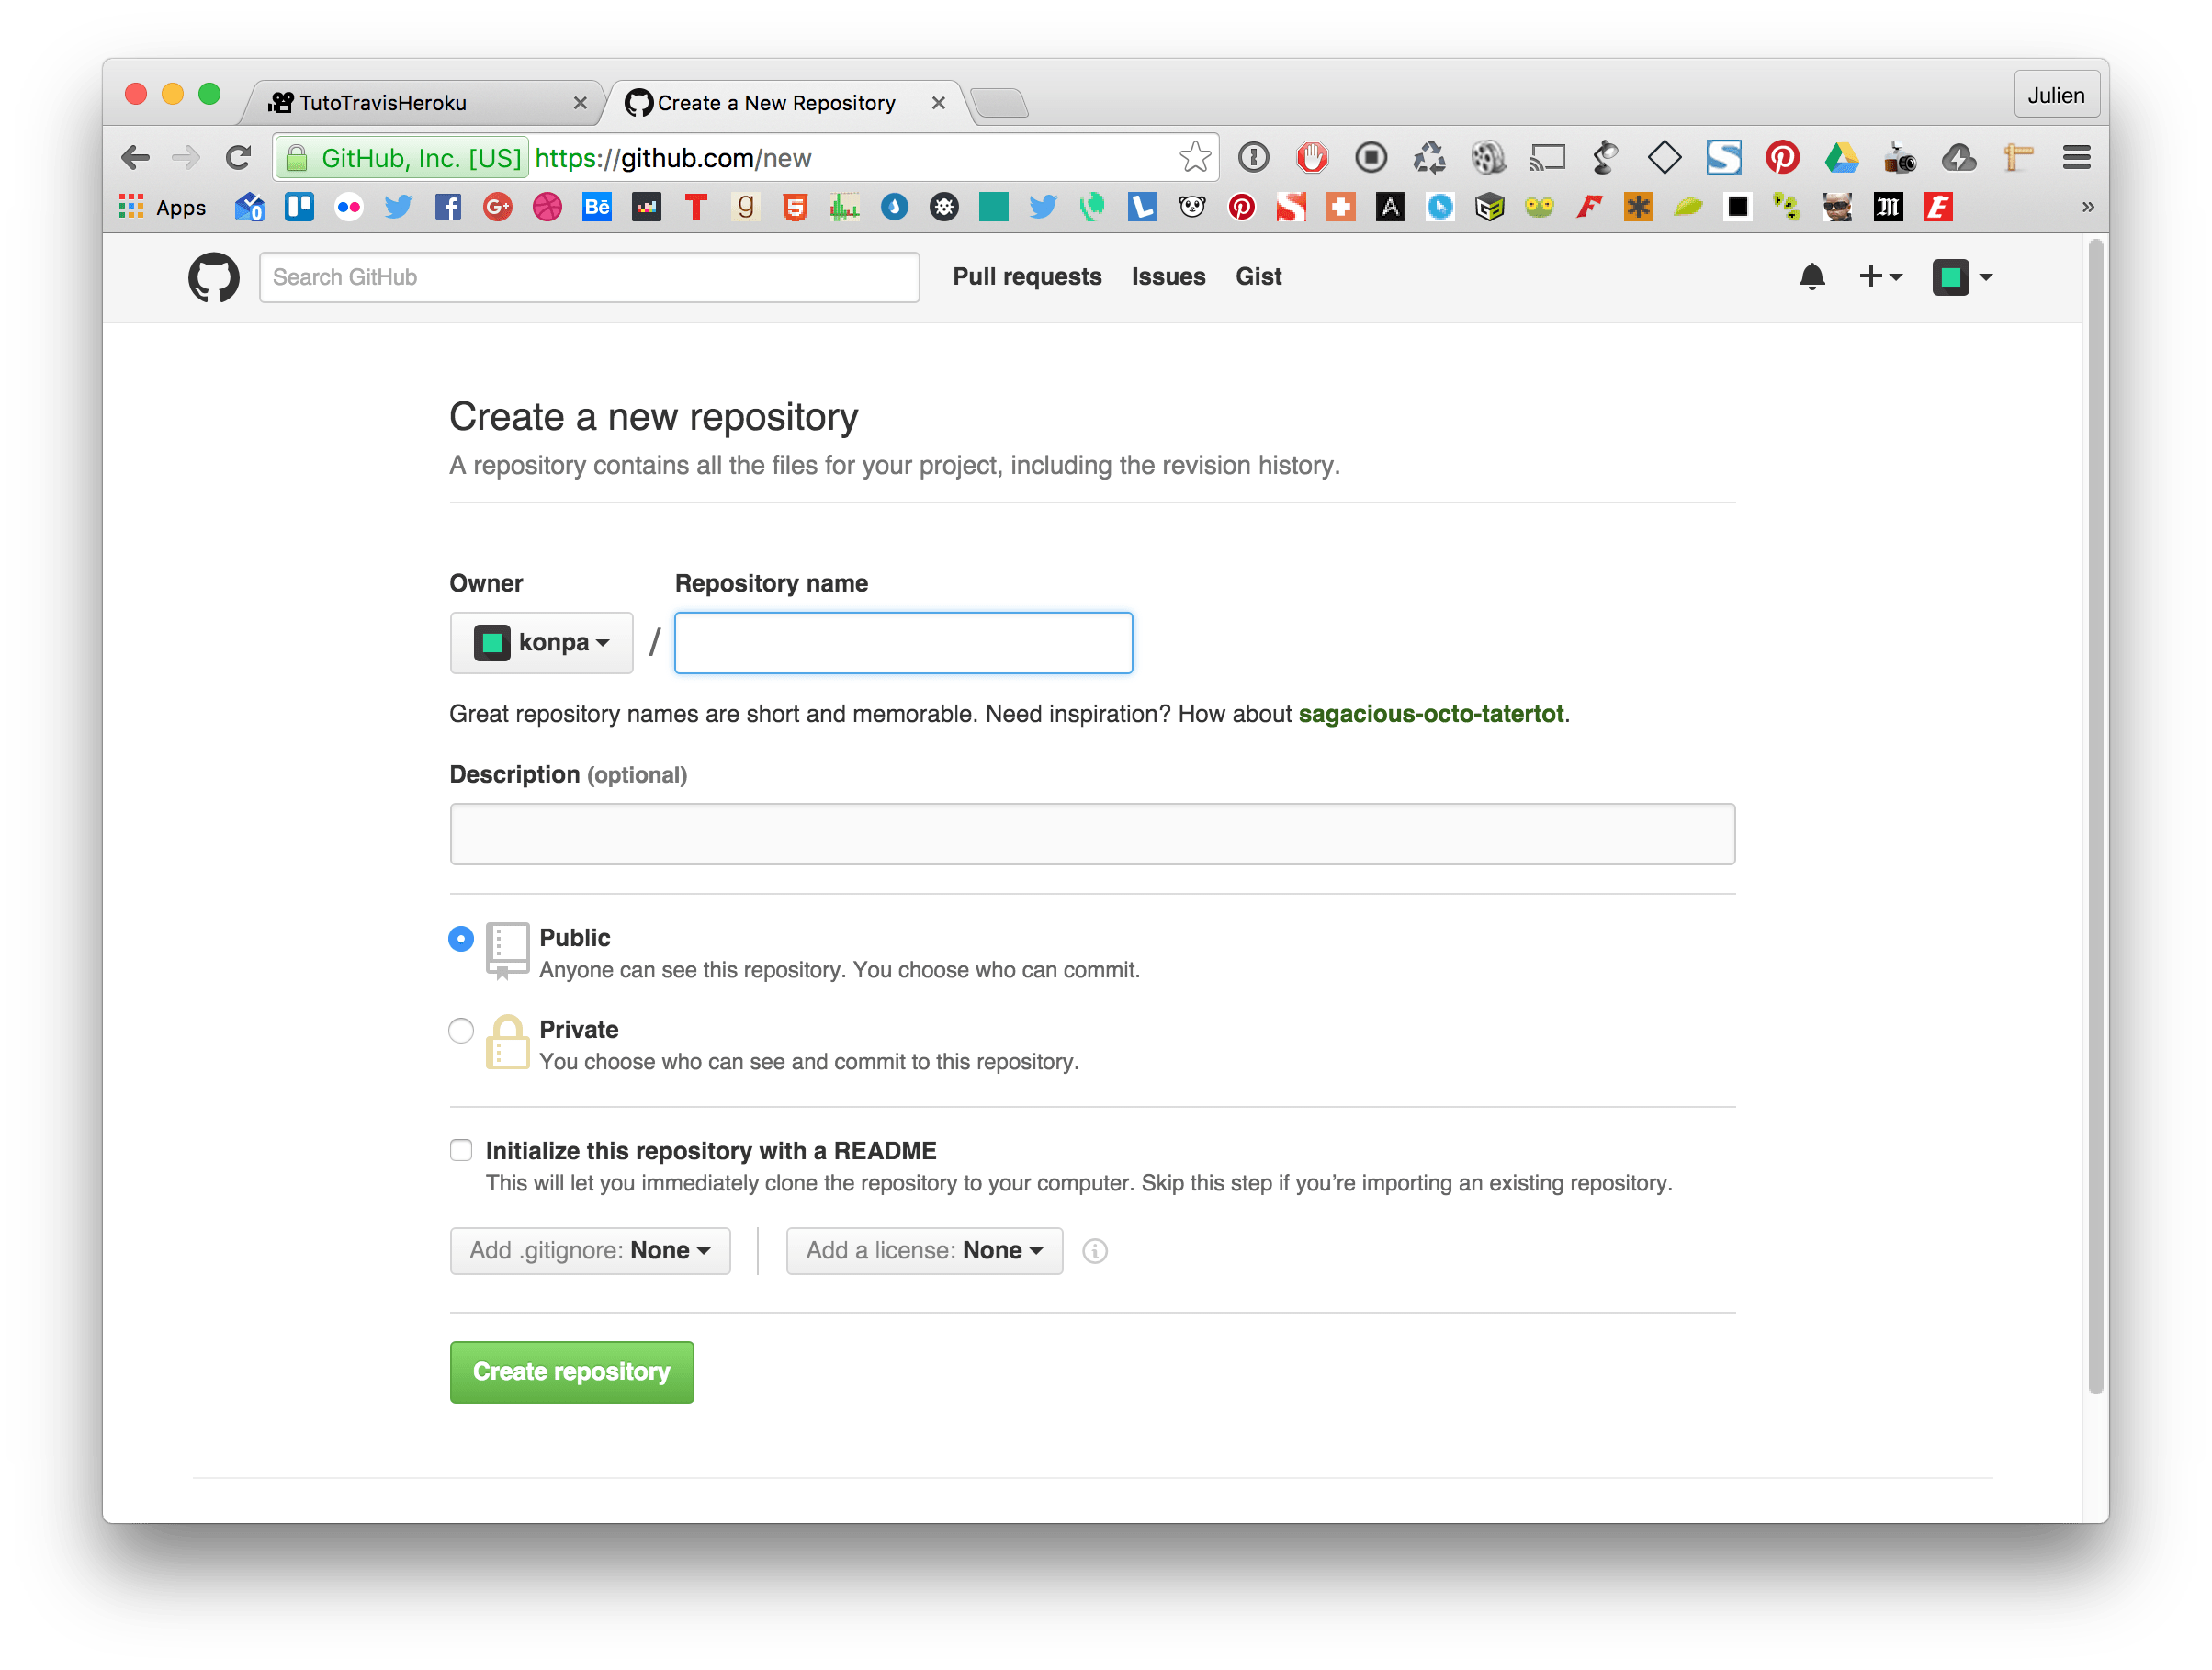 TutoTravisHeroku
Create a New Repository
Julien
GitHub, Inc. [US] https://github.com/new
Apps
Search GitHub
Pull requests Issues Gist
Create a new repository
A repository contains all the files for your project, including the revision history.
Owner Repository name
konpa /
Great repository names are short and memorable. Need inspiration? How about sagacious-octo-tatertot.
Description (optional)
Public
Anyone can see this repository. You choose who can commit.
Private
You choose who can see and commit to this repository.
Initialize this repository with a README
This will let you immediately clone the repository to your computer. Skip this step if you’re importing an existing repository.
Add .gitignore: None Add a license: None
Create repository